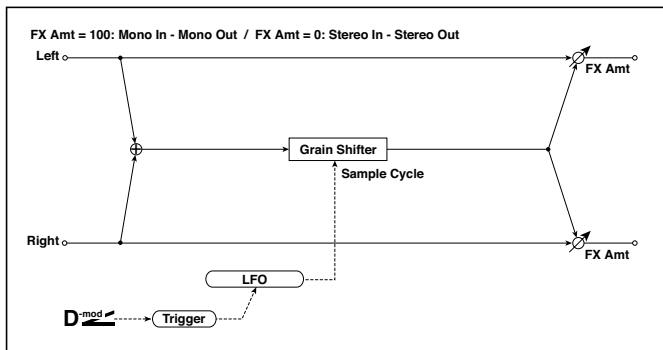 FX Amt = 100: Mono In - Mono Out / FX Amt = 0: Stereo In - Stereo Out
Left
FX Amt
Grain Shifter
Sample Cycle
Right
FX Amt
LFO
D-mod
Trigger